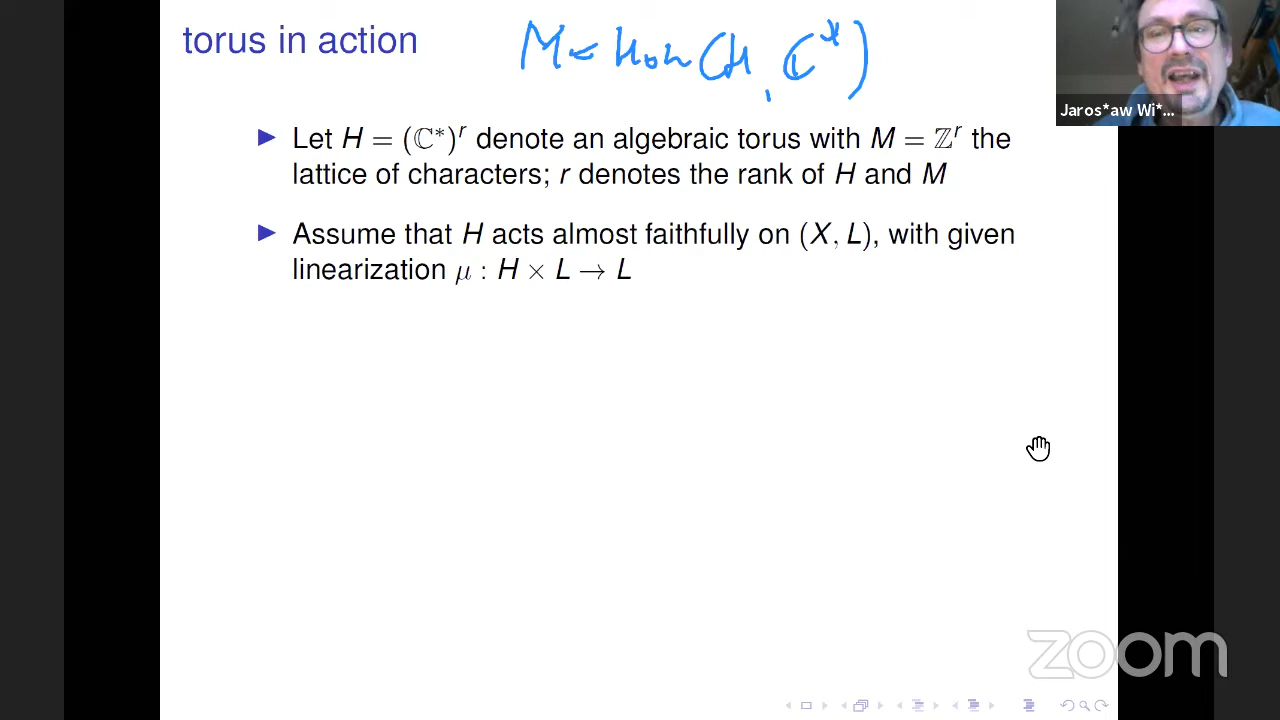 torus in action
M = Hom(H, ℂ*)
Jaros*aw Wi*...
▶ Let H = (ℂ*)^r denote an algebraic torus with M = ℤ^r the
lattice of characters; r denotes the rank of H and M
▶ Assume that H acts almost faithfully on (X, L), with given
linearization μ : H × L → L
zoom